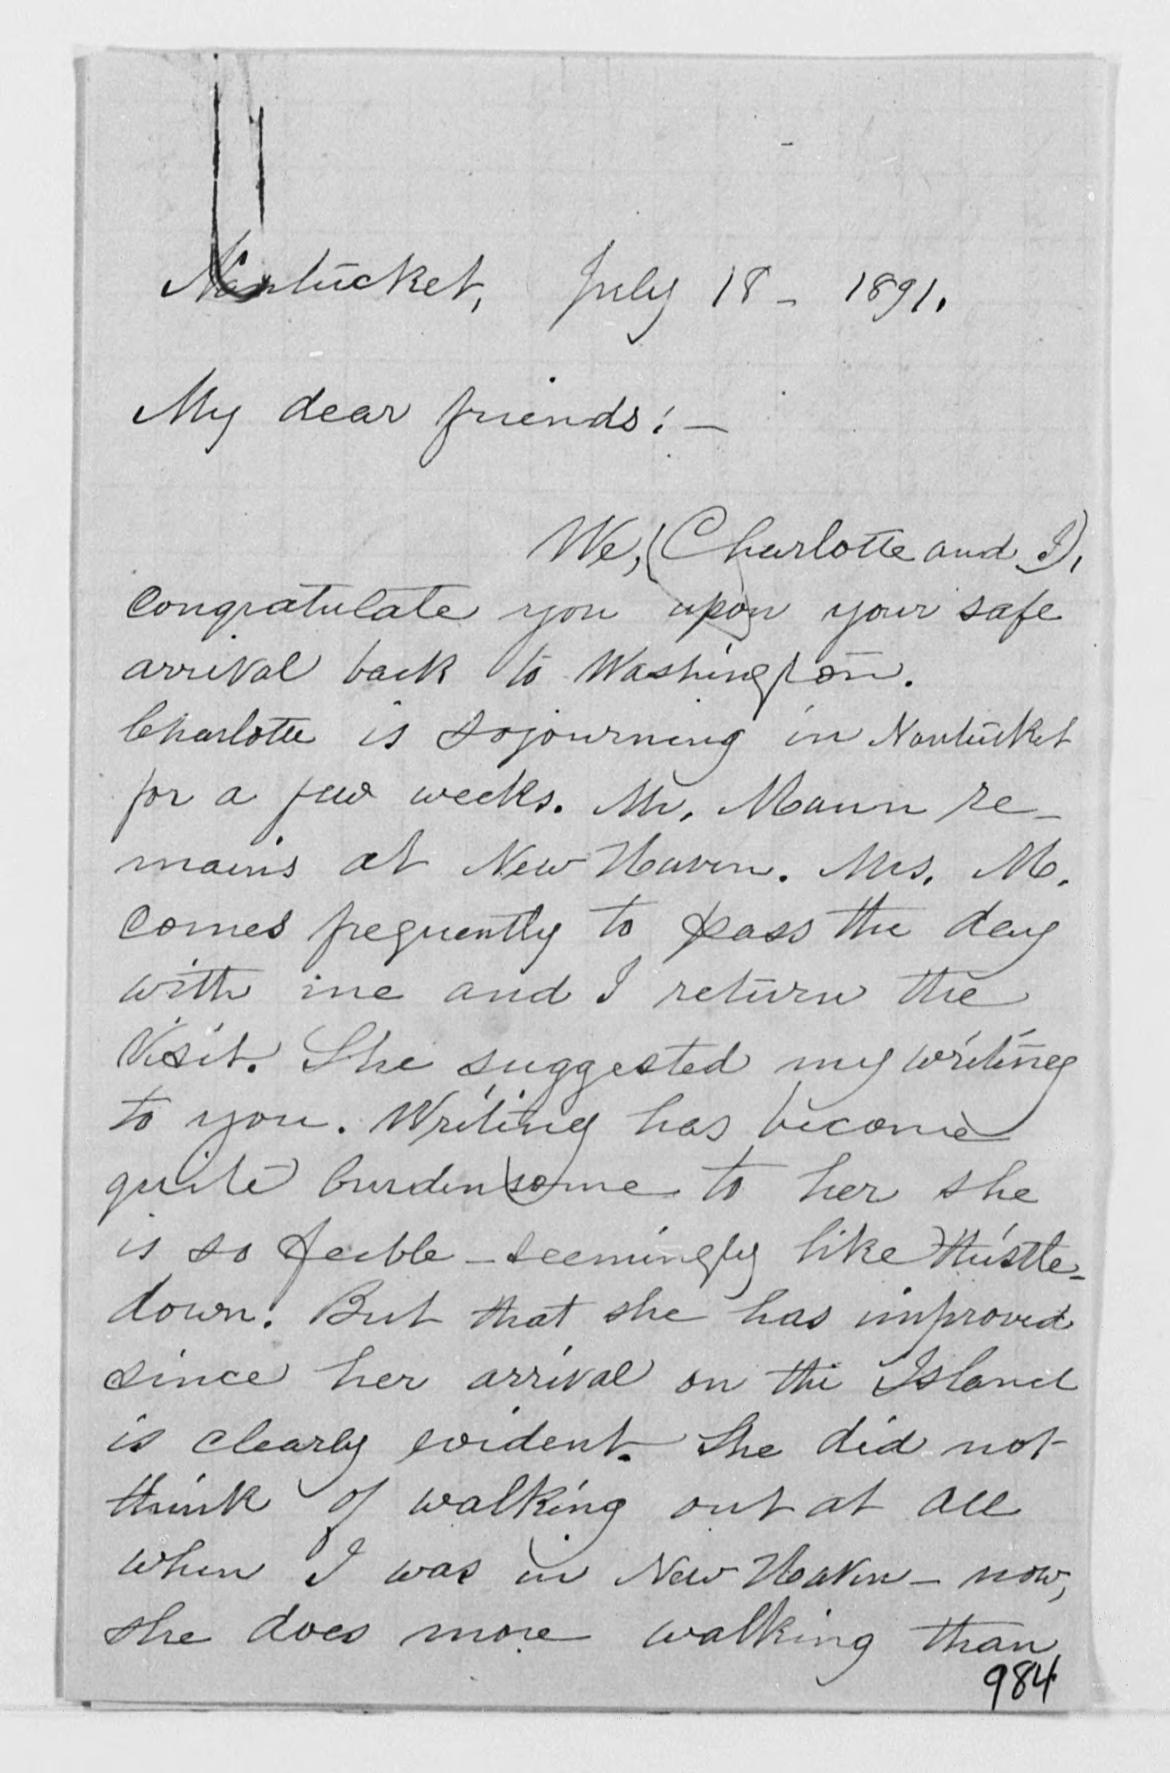 Nantucket, July 18 - 1891.
My dear friends: -
We, (Charlotte and I),
congratulate you upon your safe
arrival back to Washington.
Charlotte is sojourning in Nantucket
for a few weeks. Mr. Mann re-
mains at New Haven. Mrs. M.
comes frequently to pass the day
with me and I return the
visit. She suggested my writing
to you. Writing has become
quite burdensome to her she
is so feeble - seemingly like thistle-
down. But that she has improved
since her arrival on the Island
is clearly evident. She did not
think of walking out at all
when I was in New Haven - now,
she does more walking than
984